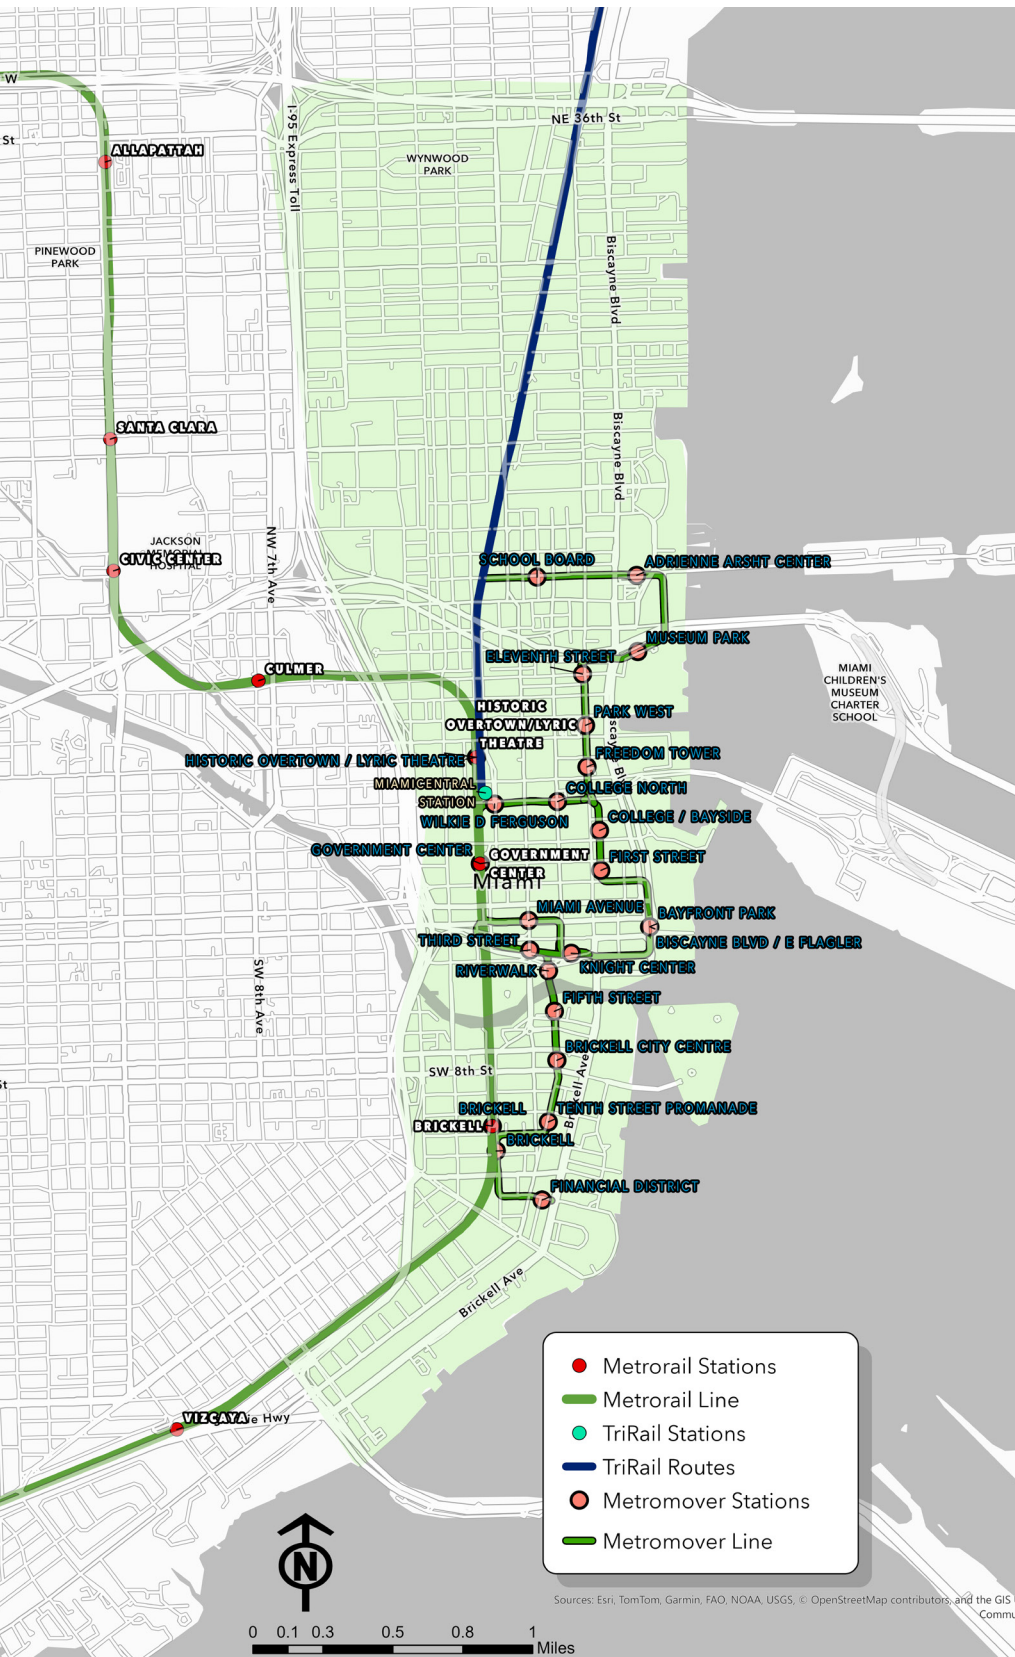 W
NE 36th St
I-95 Express Toll
St
ALLAPATTAH
WYNWOOD
PARK
PINEWOOD
PARK
Biscayne Blvd
SANTA CLARA
Biscayne Blvd
NW 7th Ave
JACKSON
MEMORIAL
HOSPITAL
CIVIC CENTER
SCHOOL BOARD
ADRIENNE ARSHT CENTER
MUSEUM PARK
ELEVENTH STREET
CULMER
MIAMI
CHILDREN'S
MUSEUM
CHARTER
SCHOOL
HISTORIC
OVERTOWN/LYRIC
THEATRE
PARK WEST
HISTORIC OVERTOWN / LYRIC THEATRE
FREEDOM TOWER
MIAMICENTRAL
STATION
COLLEGE NORTH
WILKIE D FERGUSON
COLLEGE / BAYSIDE
GOVERNMENT CENTER
GOVERNMENT
CENTER
Miami
FIRST STREET
MIAMI AVENUE
BAYFRONT PARK
THIRD STREET
BISCAYNE BLVD / E FLAGLER
RIVERWALK
KNIGHT CENTER
SW 8th Ave
FIFTH STREET
BRICKELL CITY CENTRE
SW 8th St
St
Brickell Ave
BRICKELL
TENTH STREET PROMANADE
BRICKELL
BRICKELL
FINANCIAL DISTRICT
Brickell Ave
VIZCAYA
ie Hwy
Metrorail Stations
Metrorail Line
TriRail Stations
TriRail Routes
Metromover Stations
Metromover Line
N
0 0.1 0.3 0.5 0.8 1
Miles
Sources: Esri, TomTom, Garmin, FAO, NOAA, USGS, © OpenStreetMap contributors, and the GIS
Commu